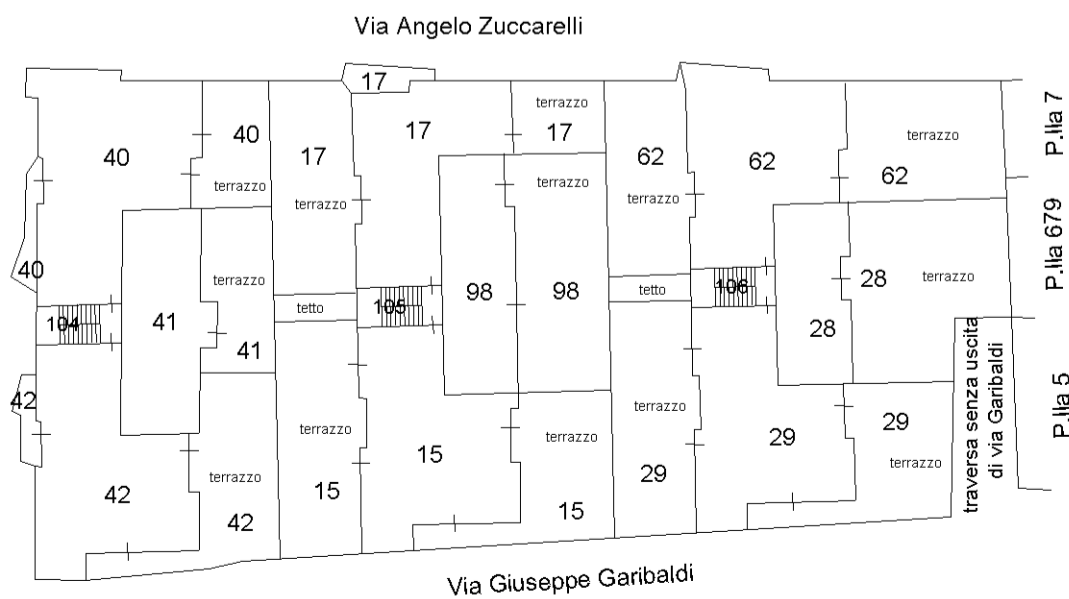 Via Angelo Zuccarelli
17
terrazzo
40
17
17
40
17
62
62
terrazzo
62
P.lla 7
terrazzo
terrazzo
terrazzo
terrazzo
P.lla 679
40
terrazzo
98
98
tetto
106
28
terrazzo
104
41
41
tetto
105
28
42
terrazzo
15
terrazzo
terrazzo
29
29
terrazzo
traversa senza uscita
di via Garibaldi
P.lla 5
42
terrazzo
42
15
15
29
Via Giuseppe Garibaldi